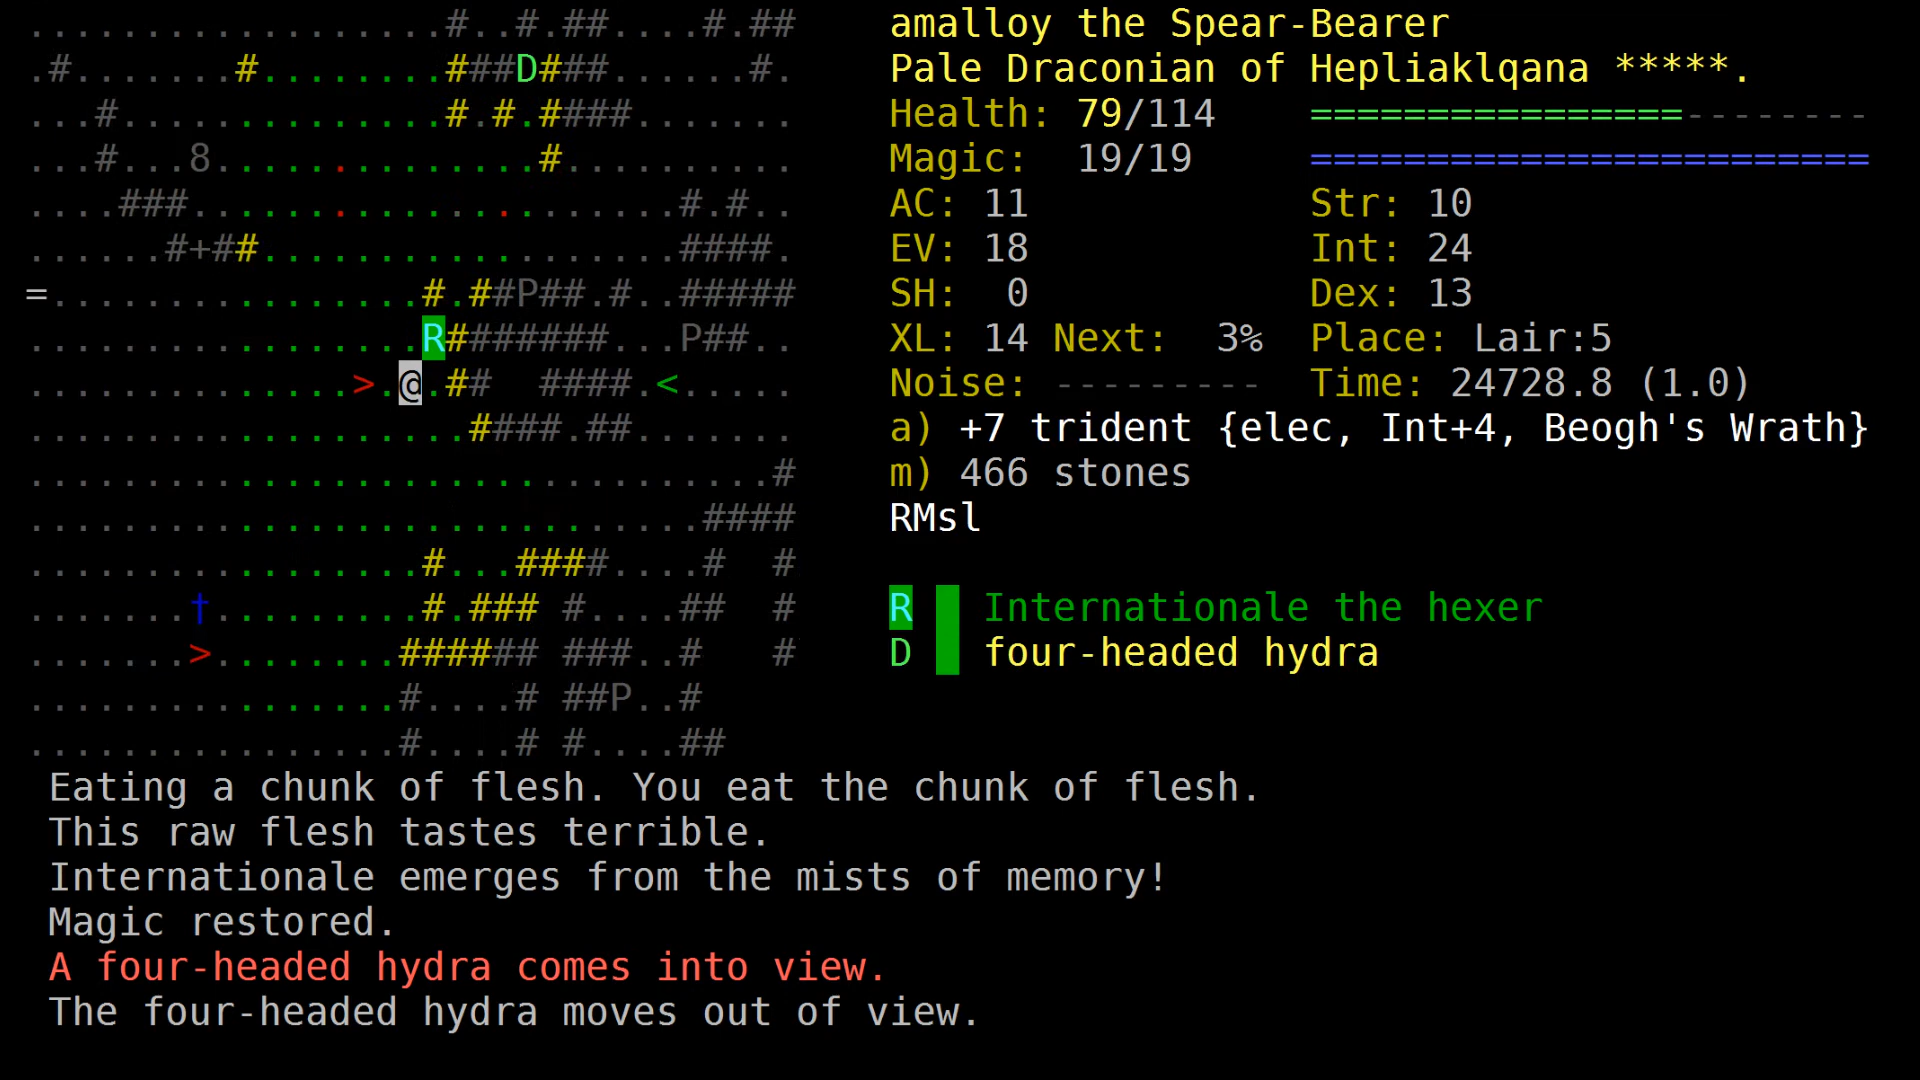 . . . . . . . . . . . . . . . . . . # . . # . ## . . . . # . ##
. # . . . . . . . # . . . . . . . . ###D### . . . . . . # .
. . . # . . . . . . . . . . . . . . # . # . #### . . . . . . .
. . . # . . . 8 . . . . . . . . . . . . . . # . . . . . . . . . .
. . . . ### . . . . . . . . . . . . . . . . . . . . . # . # . .
. . . . . . #+### . . . . . . . . . . . . . . . . . . #### .
= . . . . . . . . . . . . . . . . # . ##P## . # . . #####
. . . . . . . . . . . . . . . . . R####### . . . P## . .
. . . . . . . . . . . . . . > . @ . ## #### . < . . . . .
. . . . . . . . . . . . . . . . . . . #### . ## . . . . . . .
. . . . . . . . . . . . . . . . . . . . . . . . . . . . . . . . #
. . . . . . . . . . . . . . . . . . . . . . . . . . . . . ####
. . . . . . . . . . . . . . . . . # . . . #### . . . . # #
. . . . . . . † . . . . . . . . . # . ### # . . . . ## #
. . . . . . . > . . . . . . . . ###### ### . . # #
. . . . . . . . . . . . . . . . # . . . . # ##P . . #
. . . . . . . . . . . . . . . . # . . . . # # . . . . ##
amalloy the Spear-Bearer
Pale Draconian of Hepliaklqana *****.
Health: 79/114 ================--------
Magic: 19/19 ========================
AC: 11 Str: 10
EV: 18 Int: 24
SH: 0 Dex: 13
XL: 14 Next: 3% Place: Lair:5
Noise: --------- Time: 24728.8 (1.0)
a) +7 trident {elec, Int+4, Beogh's Wrath}
m) 466 stones
RMsl
R Internationale the hexer
D four-headed hydra
Eating a chunk of flesh. You eat the chunk of flesh.
This raw flesh tastes terrible.
Internationale emerges from the mists of memory!
Magic restored.
A four-headed hydra comes into view.
The four-headed hydra moves out of view.